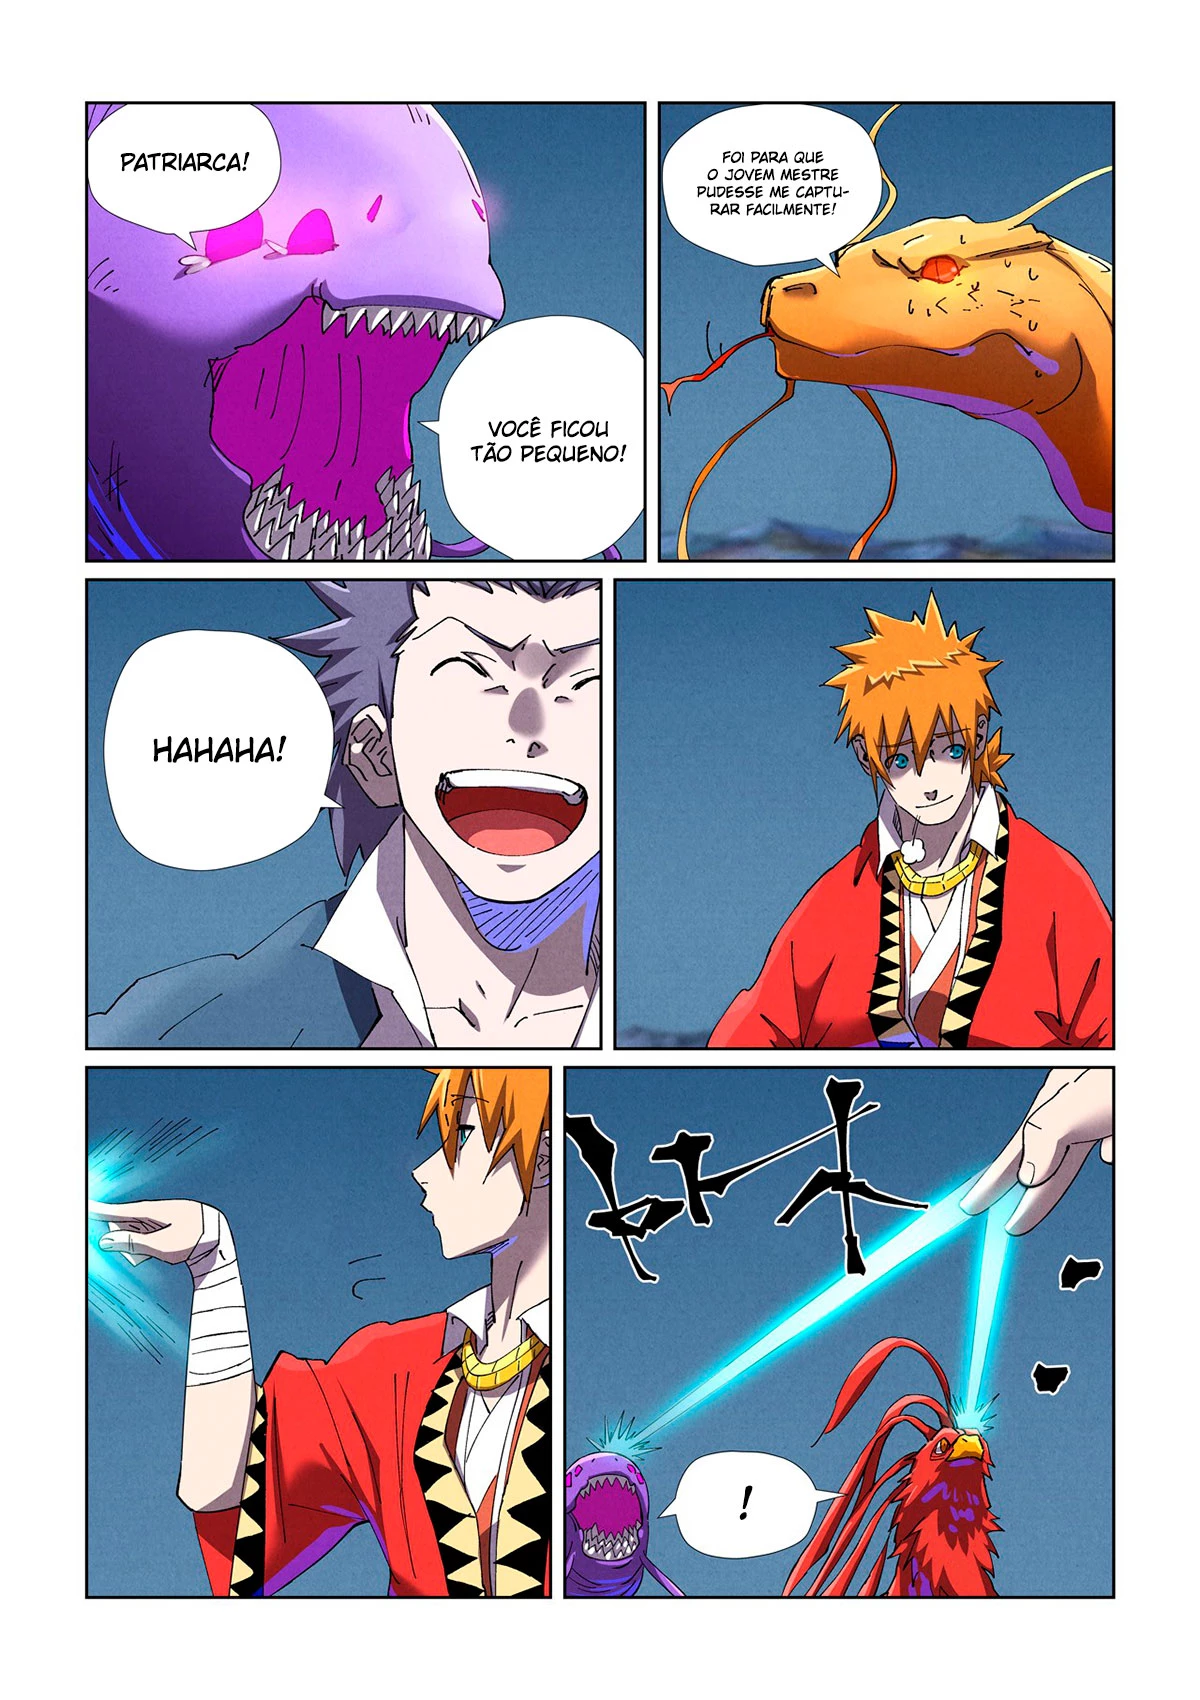 PATRIARCA!
VOCÊ FICOU
TÃO PEQUENO!
FOI PARA QUE
O JOVEM MESTRE
PUDESSE ME CAPTU-
RAR FACILMENTE!
HAHAHA!
!